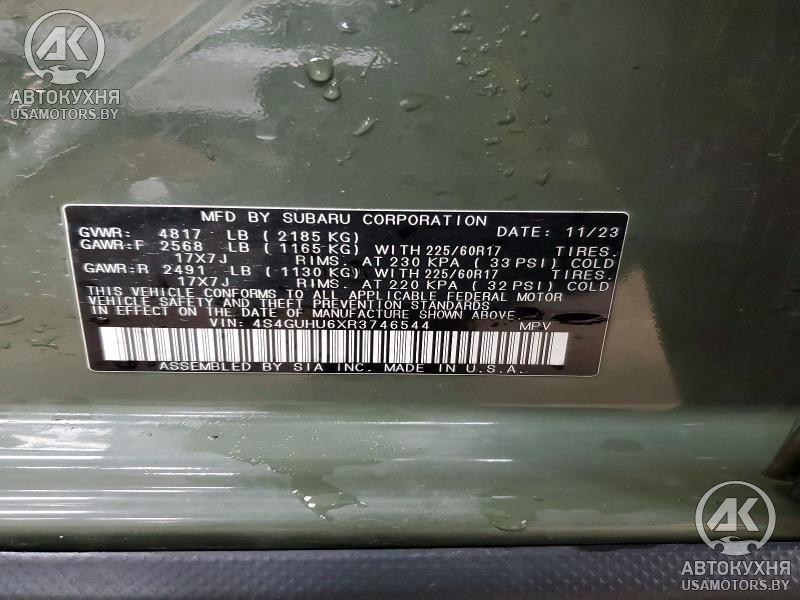 АК
АВТОКУХНЯ
USAMOTORS.BY
MFD BY SUBARU CORPORATION DATE: 11/23
GVWR: 4817 LB (2185 KG)
GAWR:F 2568 LB (1165 KG) WITH 225/60R17 TIRES.
17X7J RIMS. AT 230 KPA (33 PSI) COLD
GAWR:R 2491 LB (1130 KG) WITH 225/60R17 TIRES.
17X7J RIMS. AT 220 KPA (32 PSI) COLD
THIS VEHICLE CONFORMS TO ALL APPLICABLE FEDERAL MOTOR
VEHICLE SAFETY AND THEFT PREVENTION STANDARDS
IN EFFECT ON THE DATE OF MANUFACTURE SHOWN ABOVE.
VIN: 4S4GUHU6XR3746544 MPV
ASSEMBLED BY SIA INC. MADE IN U.S.A.
АК
АВТОКУХНЯ
USAMOTORS.BY